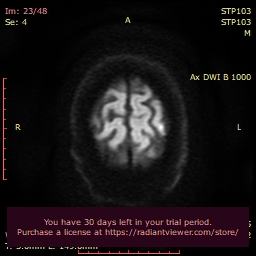 Im: 23/48
Se: 4
A
STP103
STP103
M
Ax DWI B 1000
R
L
You have 30 days left in your trial period.
Purchase a license at https://radiantviewer.com/store/